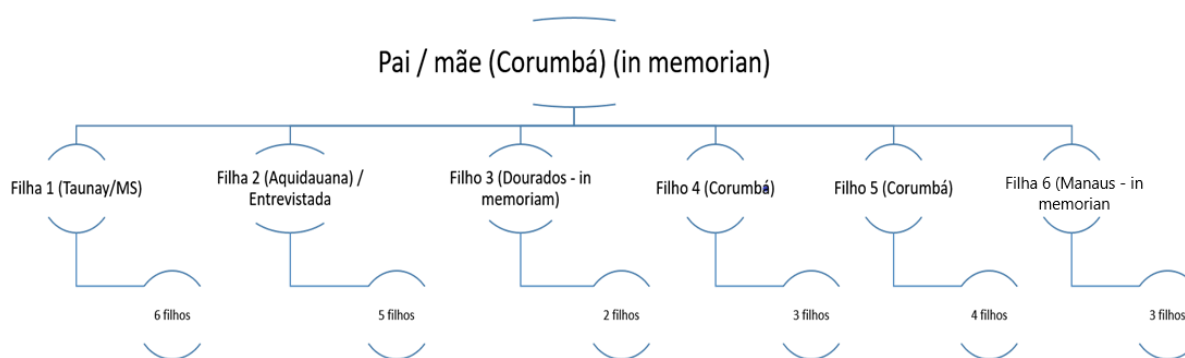 Pai / mãe (Corumbá) (in memorian)
Filha 1 (Taunay/MS)
Filha 2 (Aquidauana) /
Entrevistada
Filho 3 (Dourados - in
memoriam)
Filho 4 (Corumbá)
Filho 5 (Corumbá)
Filha 6 (Manaus - in
memorian
6 filhos
5 filhos
2 filhos
3 filhos
4 filhos
3 filhos